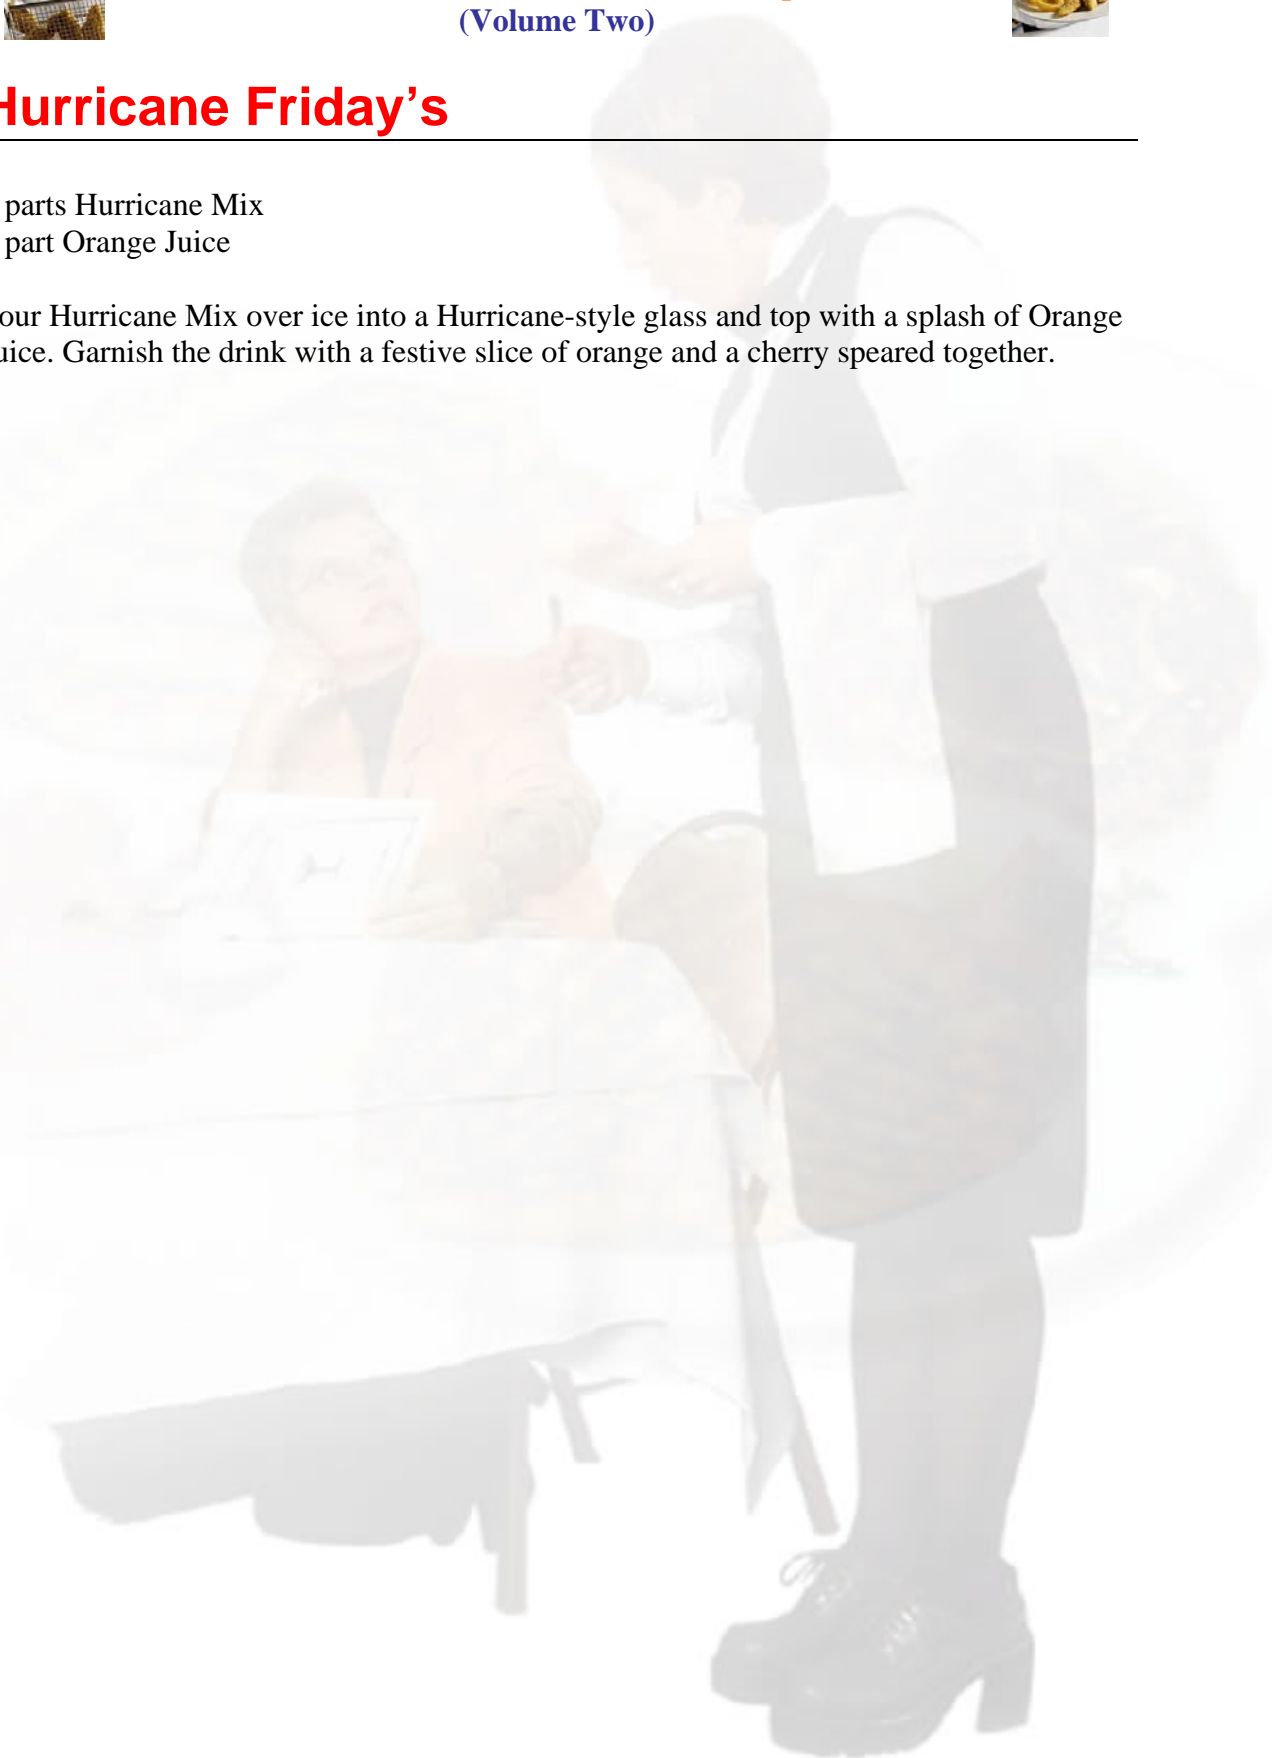 (Volume Two)
Hurricane Friday’s
parts Hurricane Mix
part Orange Juice
our Hurricane Mix over ice into a Hurricane-style glass and top with a splash of Orange
uice. Garnish the drink with a festive slice of orange and a cherry speared together.